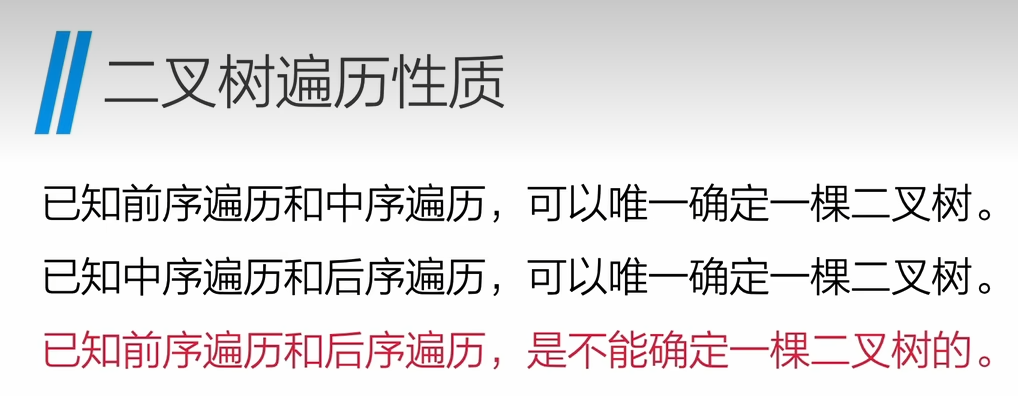 二叉树遍历性质
已知前序遍历和中序遍历，可以唯一确定一棵二叉树。
已知中序遍历和后序遍历，可以唯一确定一棵二叉树。
已知前序遍历和后序遍历，是不能确定一棵二叉树的。